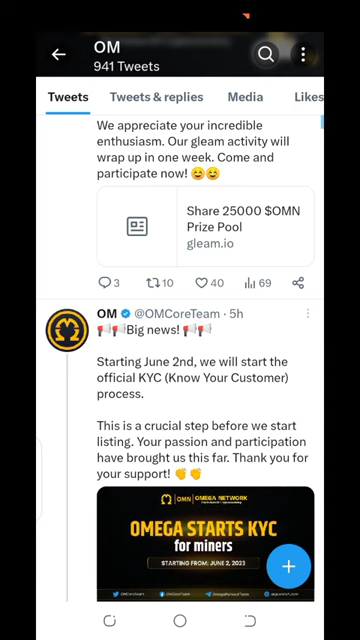 OM
941 Tweets
Tweets Tweets & replies Media Likes
We appreciate your incredible
enthusiasm. Our gleam activity will
wrap up in one week. Come and
participate now! 😊😊
Share 25000 $OMN
Prize Pool
gleam.io
3 10 40 69
OM @OMCoreTeam · 5h
📢📢Big news! 📢📢
Starting June 2nd, we will start the
official KYC (Know Your Customer)
process.
This is a crucial step before we start
listing. Your passion and participation
have brought us this far. Thank you for
your support! 👏👏
OMN OMEGA NETWORK
OMEGA STARTS KYC
for miners
STARTING FROM: JUNE 2, 2023
OMCoreTeam OMCoreTeam